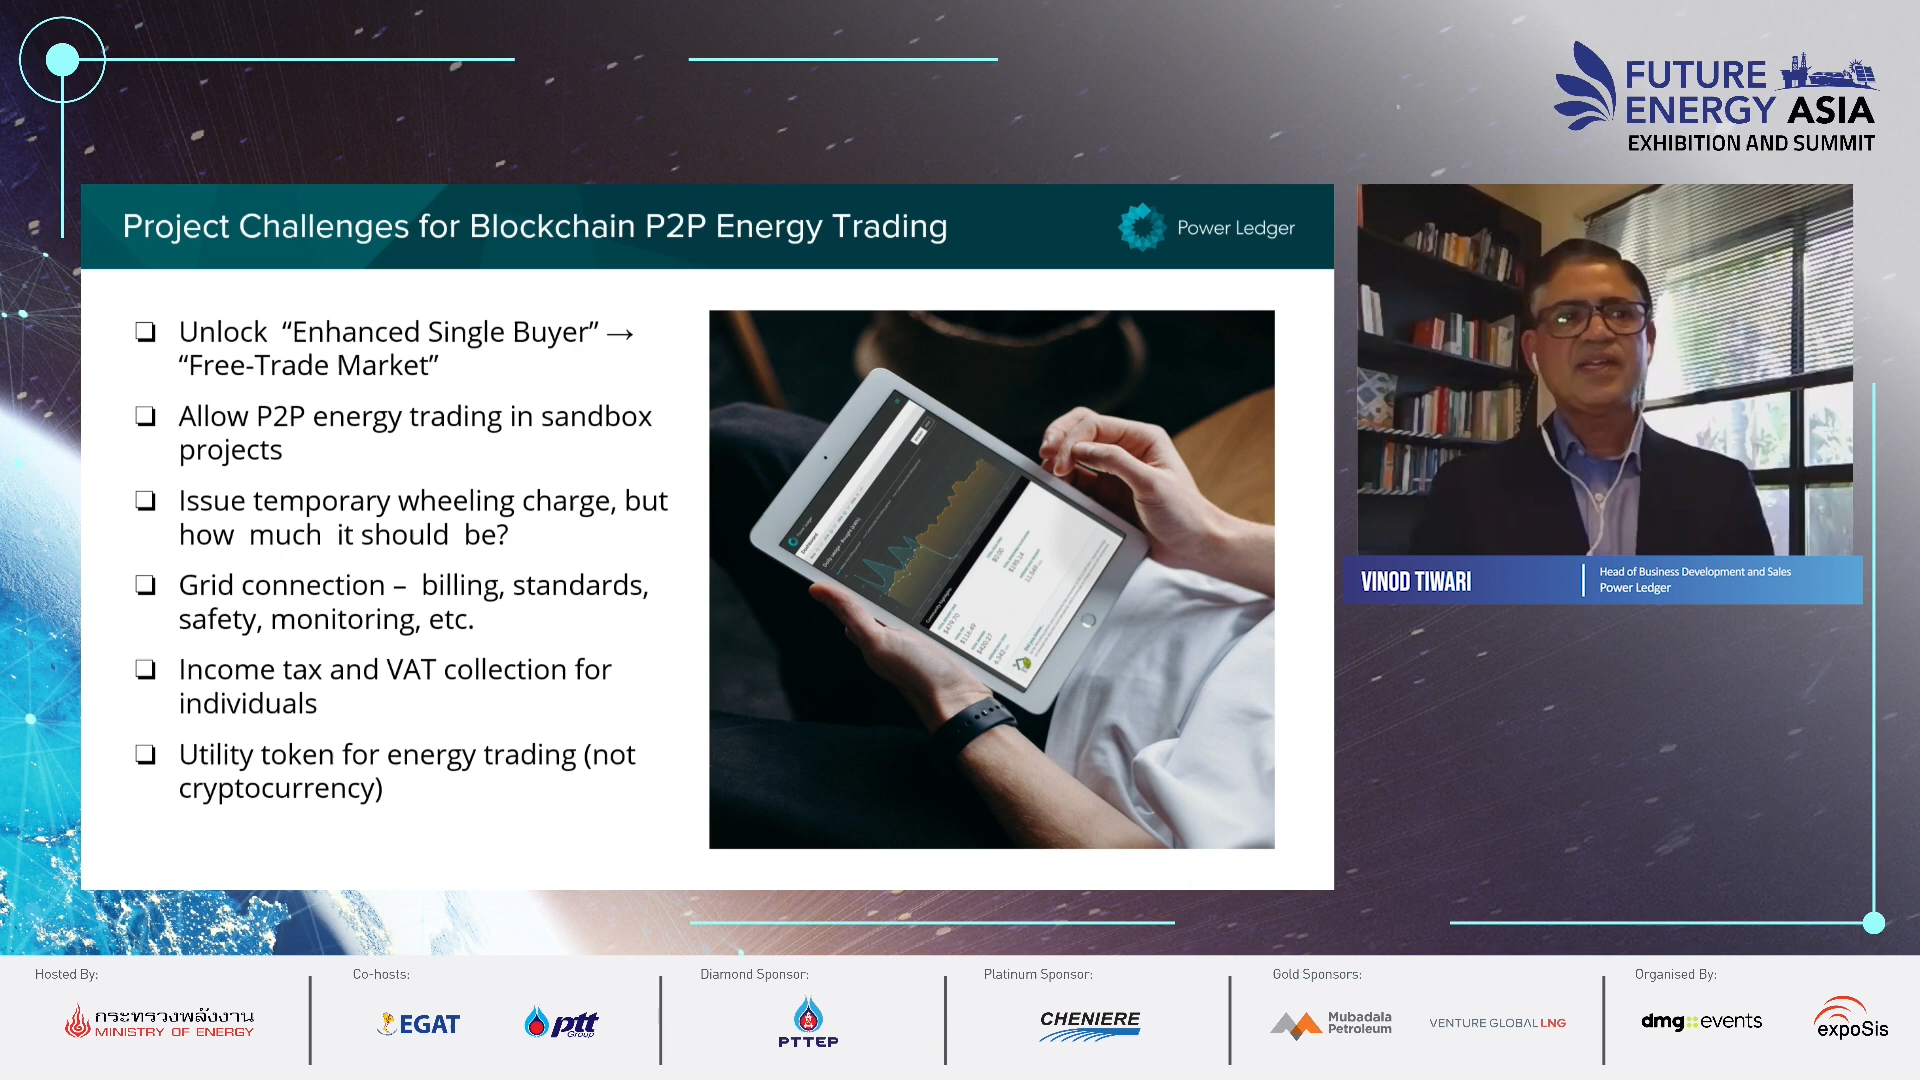 FUTURE
ENERGY ASIA
EXHIBITION AND SUMMIT
Project Challenges for Blockchain P2P Energy Trading
Power Ledger
❏ Unlock “Enhanced Single Buyer” →
“Free-Trade Market”
❏ Allow P2P energy trading in sandbox
projects
❏ Issue temporary wheeling charge, but
how much it should be?
❏ Grid connection – billing, standards,
safety, monitoring, etc.
❏ Income tax and VAT collection for
individuals
❏ Utility token for energy trading (not
cryptocurrency)
VINOD TIWARI
Head of Business Development and Sales
Power Ledger
Hosted By:
กระทรวงพลังงาน
MINISTRY OF ENERGY
Co-hosts:
EGAT
ptt
Group
Diamond Sponsor:
PTTEP
Platinum Sponsor:
CHENIERE
Gold Sponsors:
Mubadala
Petroleum
VENTURE GLOBAL LNG
Organised By:
dmg::events
expoSis